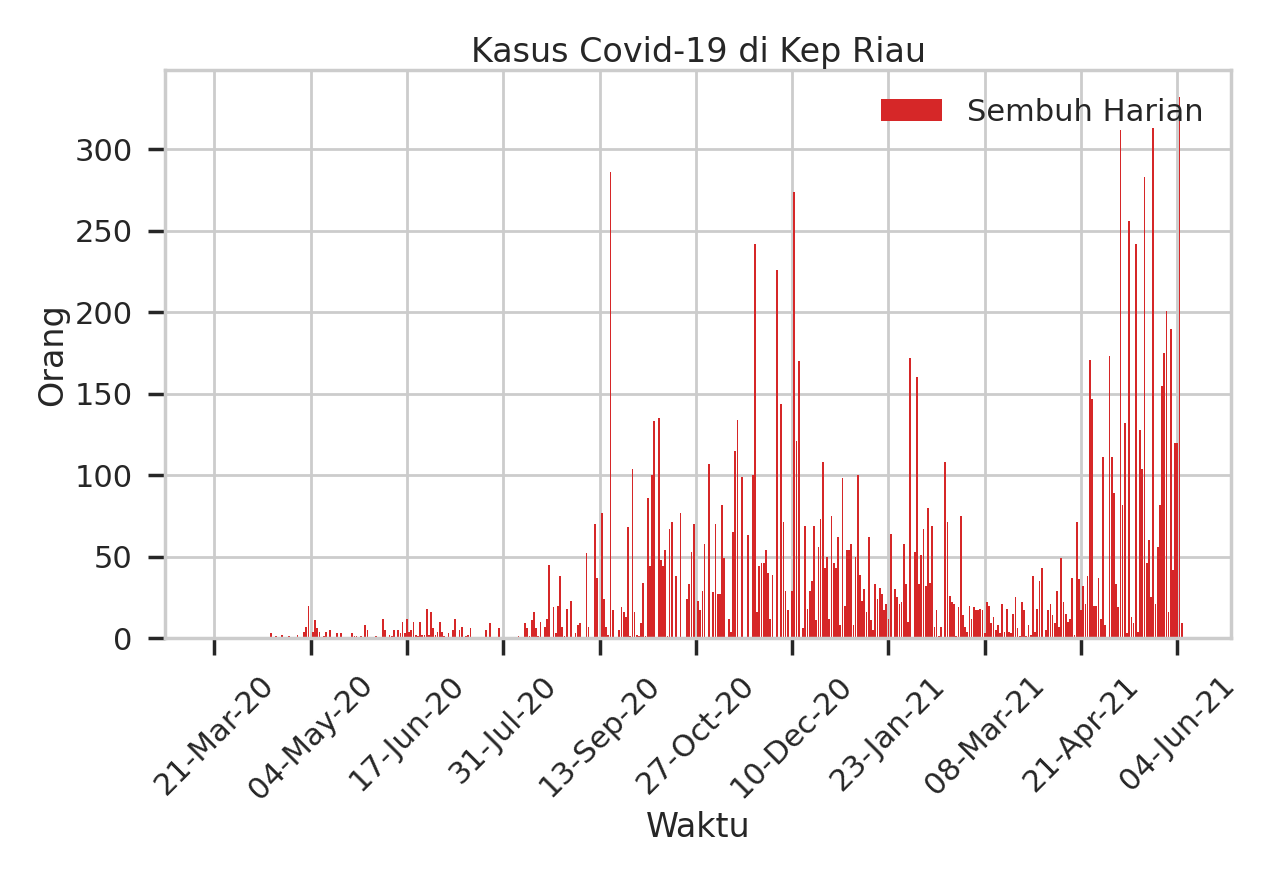 Kasus Covid-19 di Kep Riau
Sembuh Harian
Orang
300
250
200
150
100
50
0
21-Mar-20
04-May-20
17-Jun-20
31-Jul-20
13-Sep-20
27-Oct-20
10-Dec-20
23-Jan-21
08-Mar-21
21-Apr-21
04-Jun-21
Waktu